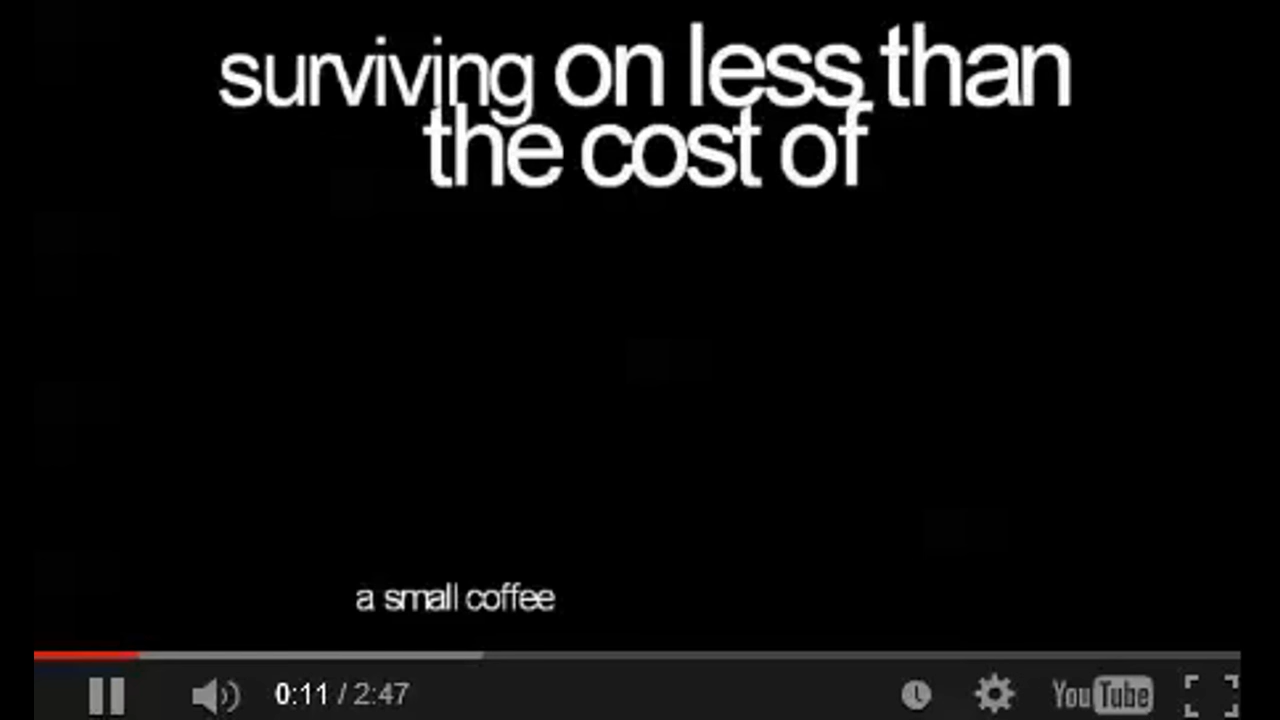 surviving on less than
the cost of
a small coffee
0:11 / 2:47
YouTube